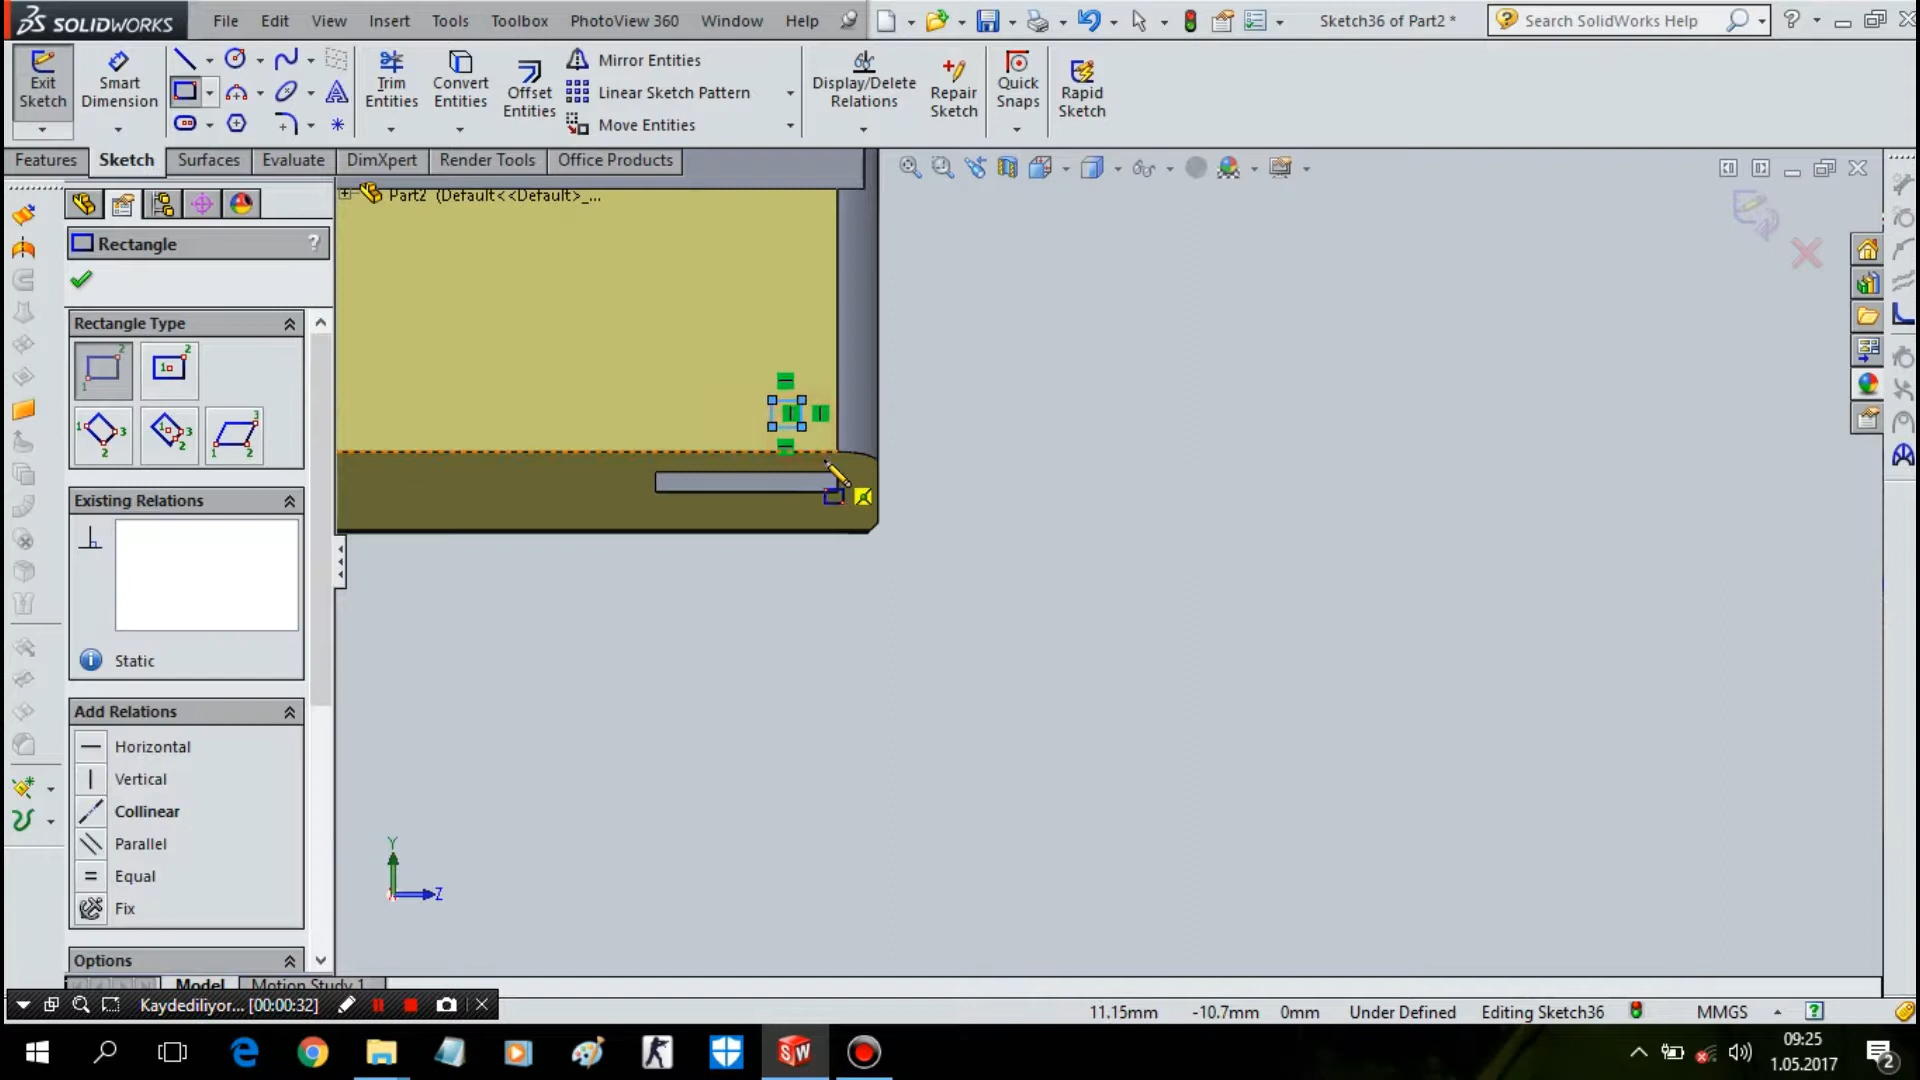 SOLIDWORKS File Edit View Insert Tools Toolbox PhotoView 360 Window Help Sketch36 of Part2 * Search SolidWorks Help
Exit Sketch
Smart Dimension
Trim Entities
Convert Entities
Offset Entities
Mirror Entities
Linear Sketch Pattern
Move Entities
Display/Delete Relations
Repair Sketch
Quick Snaps
Rapid Sketch
Features Sketch Surfaces Evaluate DimXpert Render Tools Office Products
Part2 (Default<<Default>_...
Rectangle ?
Rectangle Type
Existing Relations
Static
Add Relations
Horizontal
Vertical
Collinear
Parallel
Equal
Fix
Options
Y
Z
Model Motion Study 1
Kaydediliyor... [00:00:32]
11.15mm -10.7mm 0mm Under Defined Editing Sketch36 MMGS
09:25
1.05.2017
2